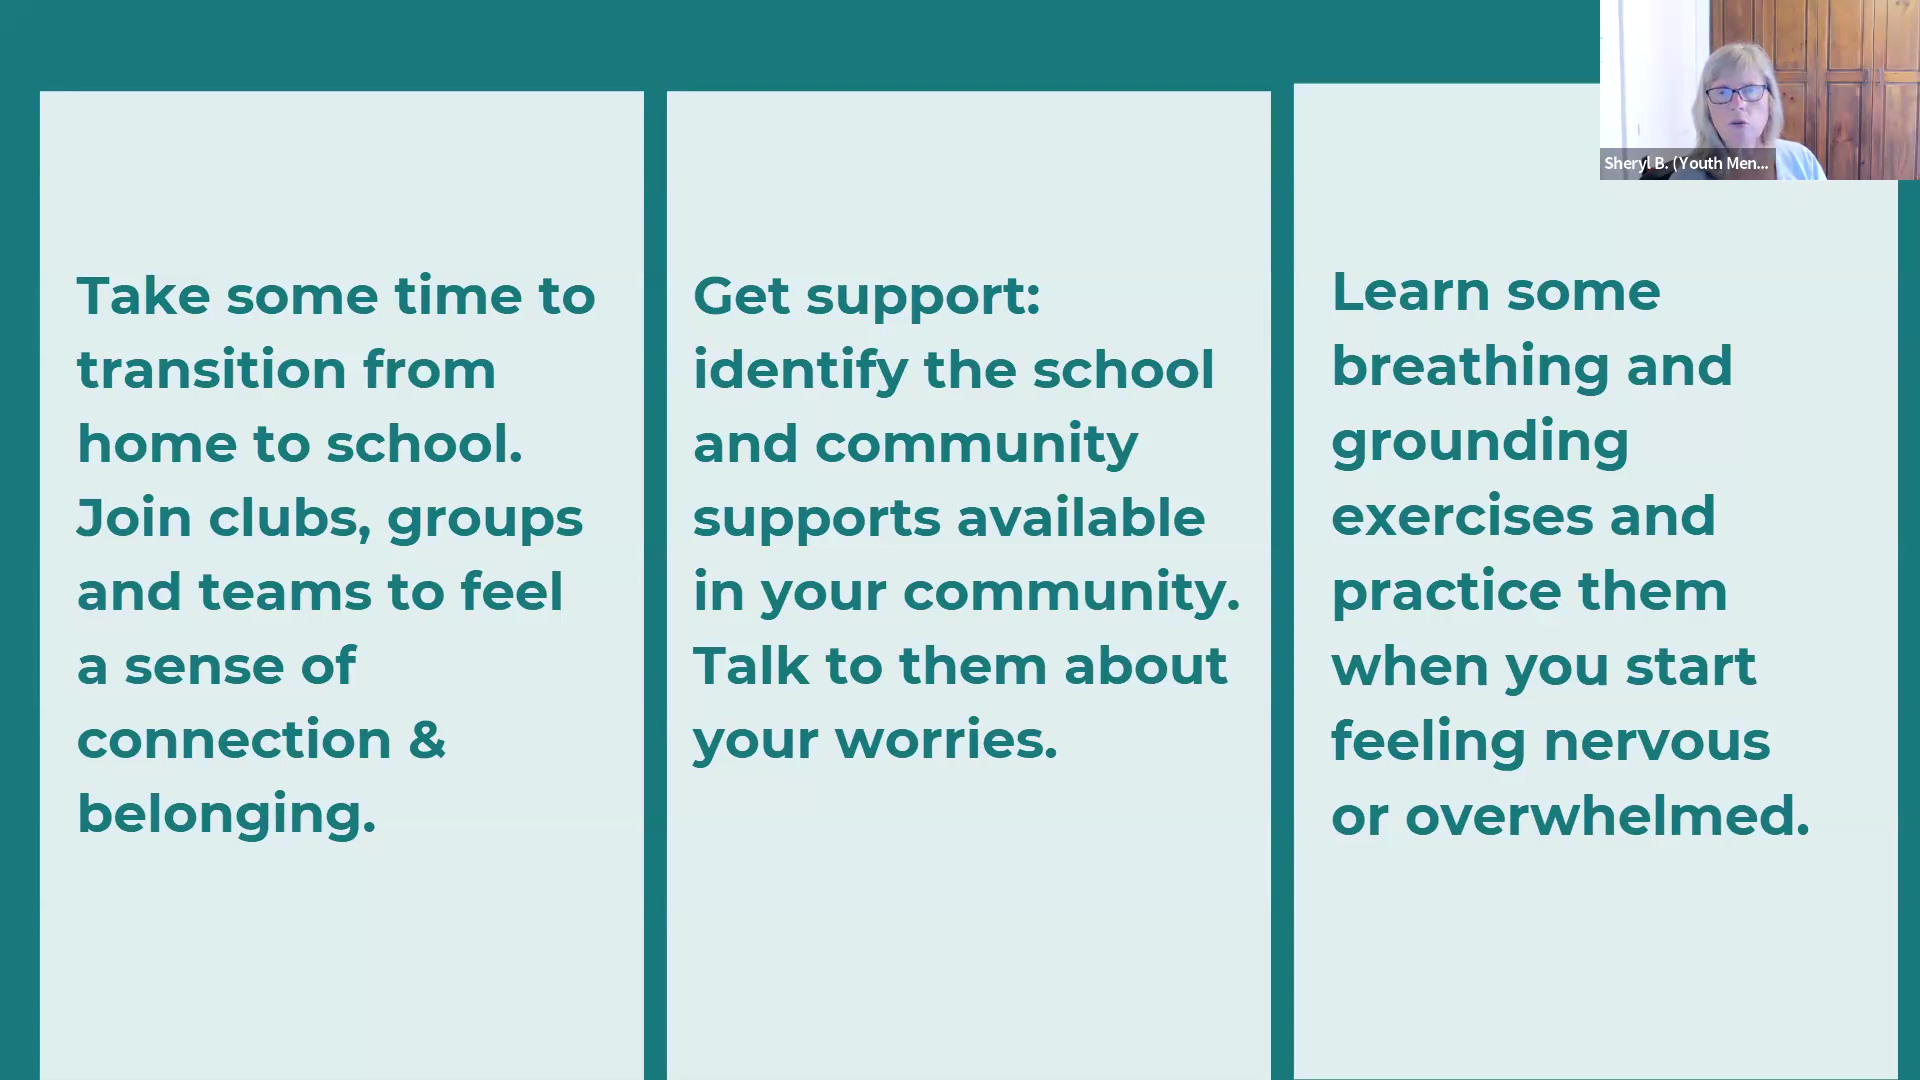 Take some time to
transition from
home to school.
Join clubs, groups
and teams to feel
a sense of
connection &
belonging.
Get support:
identify the school
and community
supports available
in your community.
Talk to them about
your worries.
Learn some
breathing and
grounding
exercises and
practice them
when you start
feeling nervous
or overwhelmed.
Sheryl B. (Youth Men...